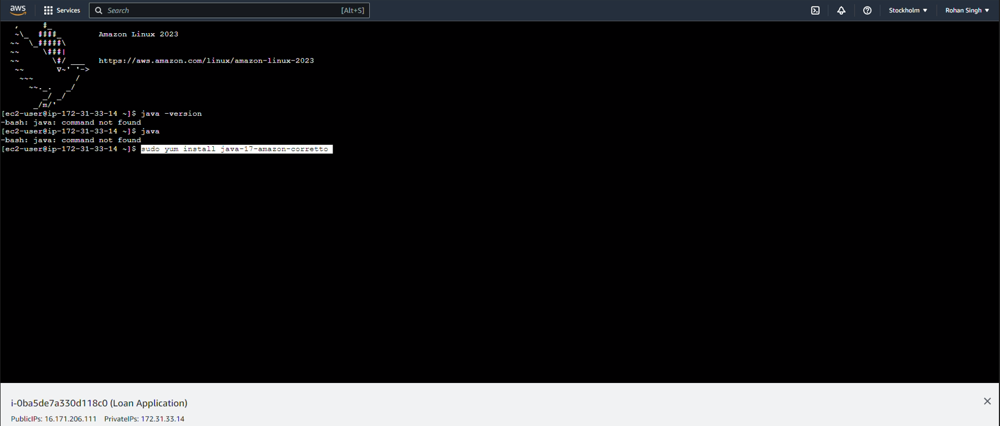 aws Services Search [Alt+S] Stockholm ▼ Rohan Singh ▼
   ,     #_
   ~\_  ####_        Amazon Linux 2023
  ~~  \_#####\
  ~~     \###|
  ~~       \#/ ___   https://aws.amazon.com/linux/amazon-linux-2023
   ~~       V~' '->
    ~~~         /
      ~~._.   _/
         _/ _/
       _/m/'
[ec2-user@ip-172-31-33-14 ~]$ java -version
-bash: java: command not found
[ec2-user@ip-172-31-33-14 ~]$ java
-bash: java: command not found
[ec2-user@ip-172-31-33-14 ~]$ sudo yum install java-17-amazon-corretto
i-0ba5de7a330d118c0 (Loan Application)
PublicIPs: 16.171.206.111 PrivateIPs: 172.31.33.14